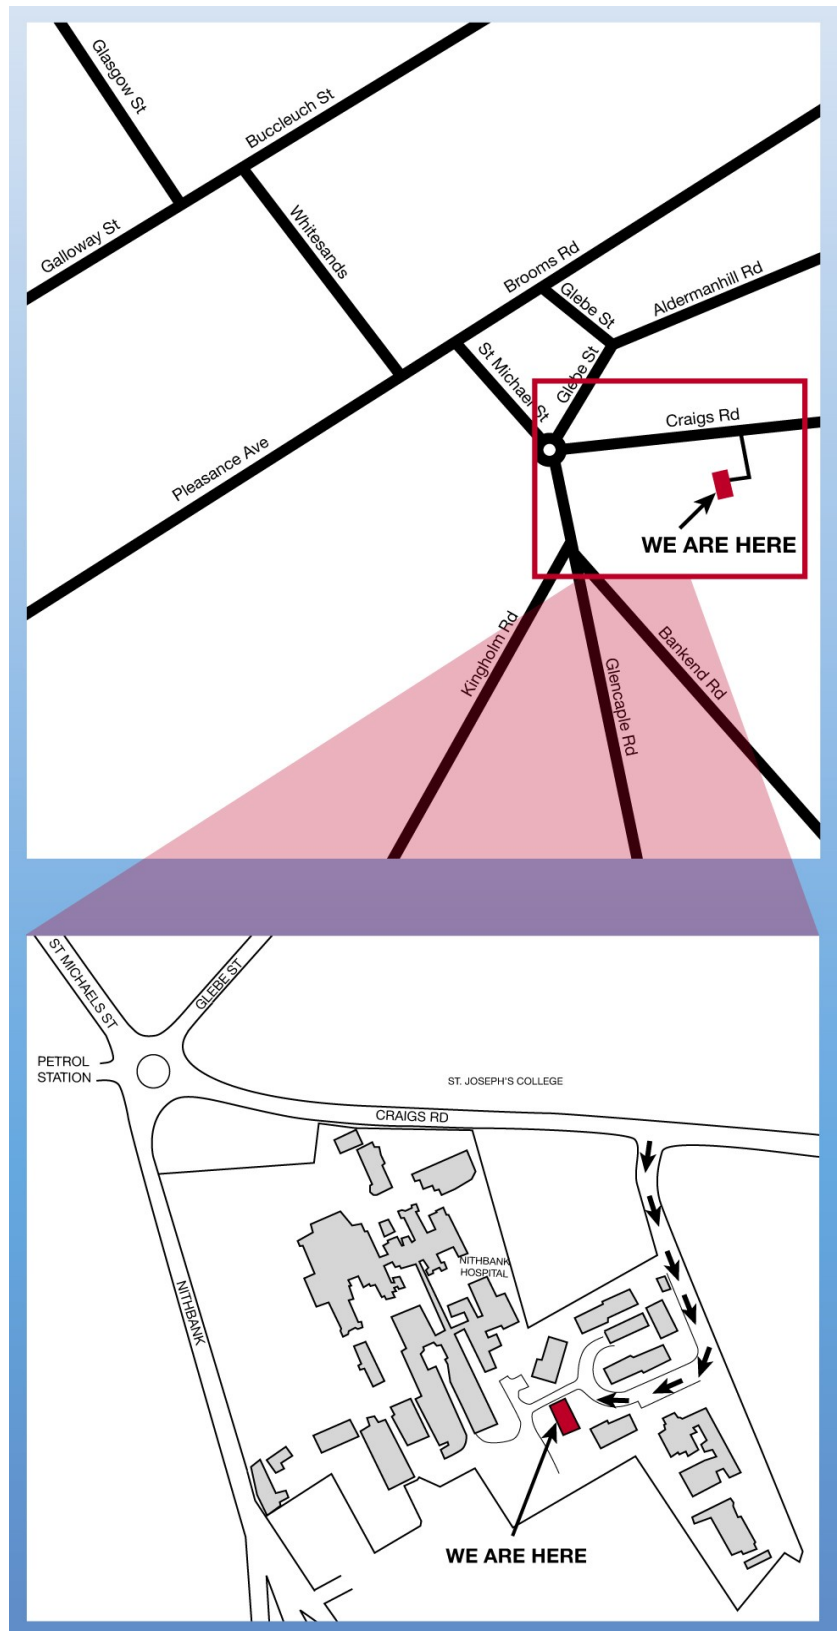 Glasgow St
Buccleuch St
Galloway St
Whitesands
Brooms Rd
Glebe St
Aldermanhill Rd
St Michael St
Glebe St
Craigs Rd
Pleasance Ave
WE ARE HERE
Kingholm Rd
Glencaple Rd
Bankend Rd
ST MICHAELS ST
GLEBE ST
PETROL
STATION
ST. JOSEPH'S COLLEGE
CRAIGS RD
NITHBANK
HOSPITAL
NITHBANK
WE ARE HERE